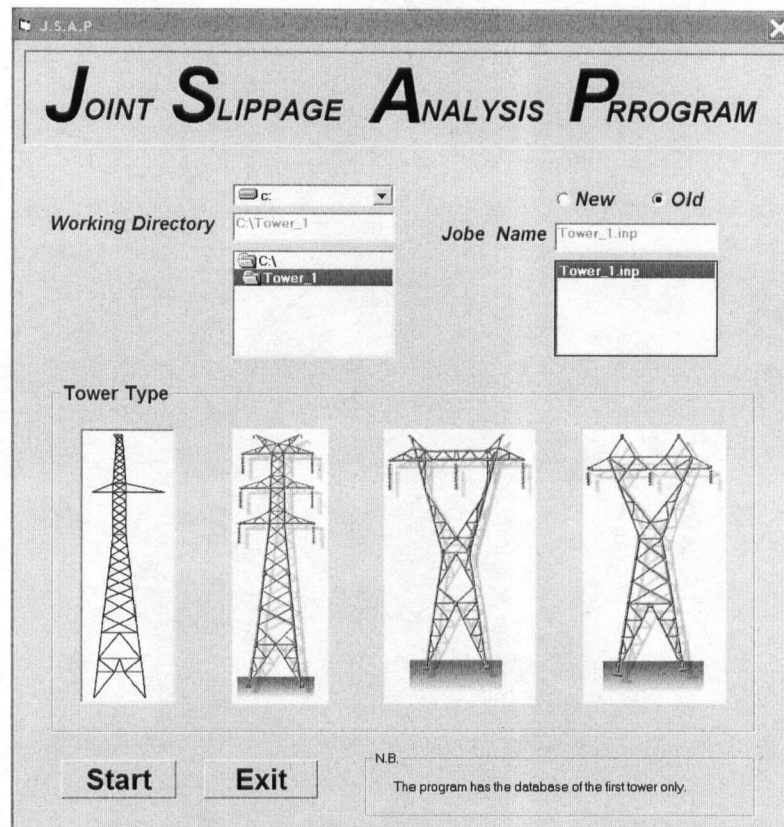 J.S.A.P
JOINT SLIPPAGE ANALYSIS PRROGRAM
c:
New Old
Working Directory C:\Tower_1
Jobe Name Tower_1.inp
C:\
Tower_1
Tower_1.inp
Tower Type
Start Exit
N.B.
The program has the database of the first tower only.